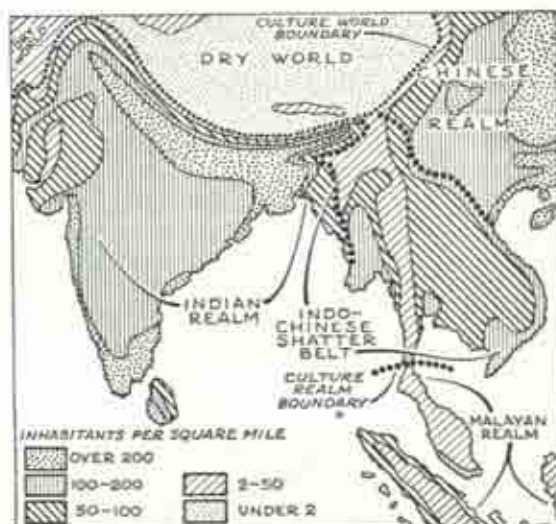 CULTURE WORLD
BOUNDARY
DRY WORLD
CHINESE
REALM
INDIAN
REALM
INDO-
CHINESE
SHATTER
BELT
CULTURE
REALM
BOUNDARY
MALAYAN
REALM
INHABITANTS PER SQUARE MILE
OVER 200
100-200
2-50
50-100
UNDER 2